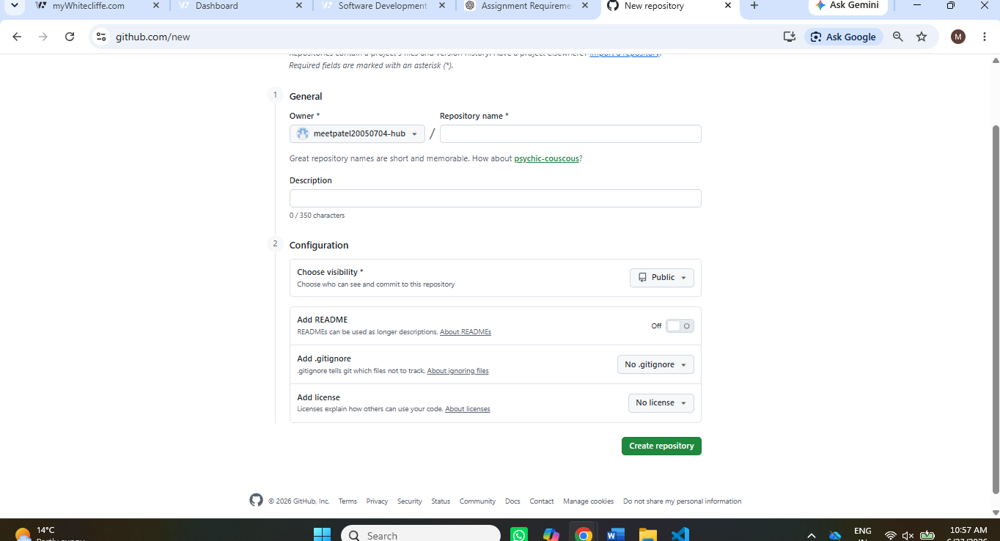 myWhitecliffe.com
Dashboard
Software Development
Assignment Requireme
New repository
Ask Gemini
github.com/new
Ask Google
M
Repositories contain a project's files and version history. Have a project elsewhere? Import a repository.
Required fields are marked with an asterisk (*).
1
General
Owner *
Repository name *
meetpatel20050704-hub
/
Great repository names are short and memorable. How about psychic-couscous?
Description
0 / 350 characters
2
Configuration
Choose visibility *
Choose who can see and commit to this repository
Public
Add README
READMEs can be used as longer descriptions. About READMEs
Off
Add .gitignore
.gitignore tells git which files not to track. About ignoring files
No .gitignore
Add license
Licenses explain how others can use your code. About licenses
No license
Create repository
© 2026 GitHub, Inc. Terms Privacy Security Status Community Docs Contact Manage cookies Do not share my personal information
14°C
Partly sunny
Search
ENG
IN
10:57 AM
6/23/2026